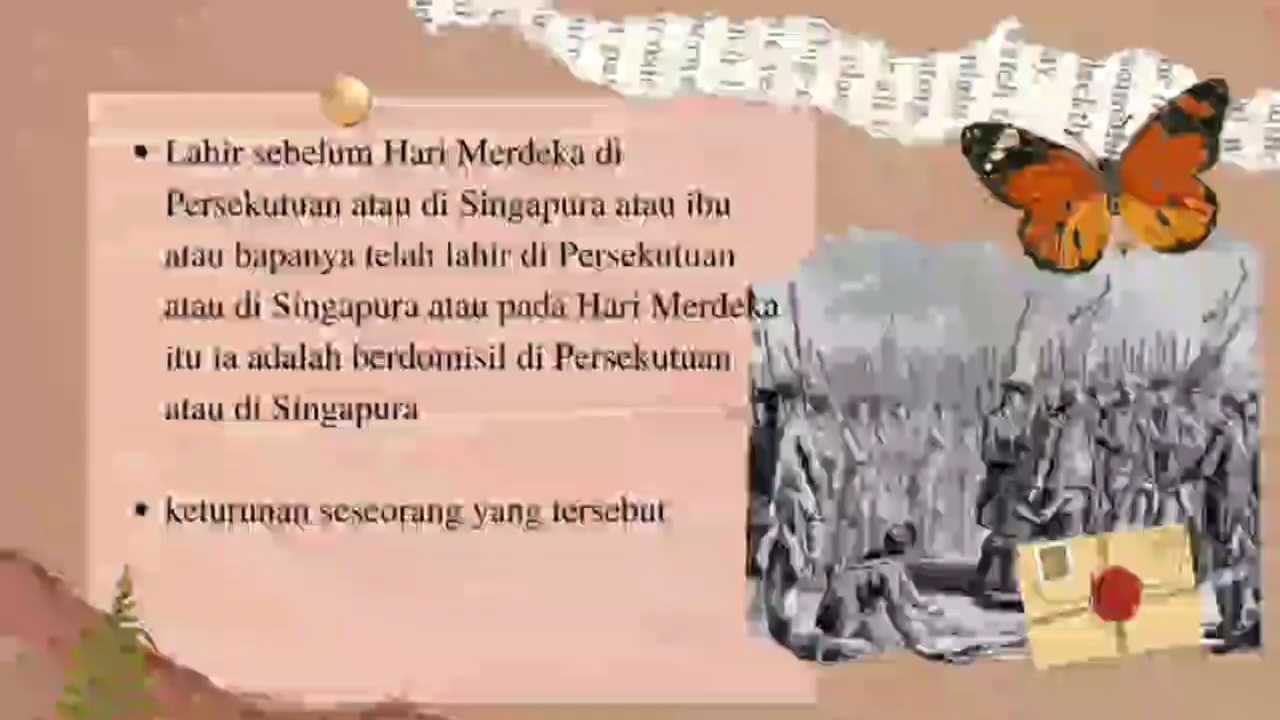 • Lahir sebelum Hari Merdeka di
Persekutuan atau di Singapura atau ibu
atau bapanya telah lahir di Persekutuan
atau di Singapura atau pada Hari Merdeka
itu ia adalah berdomisil di Persekutuan
atau di Singapura
• keturunan seseorang yang tersebut